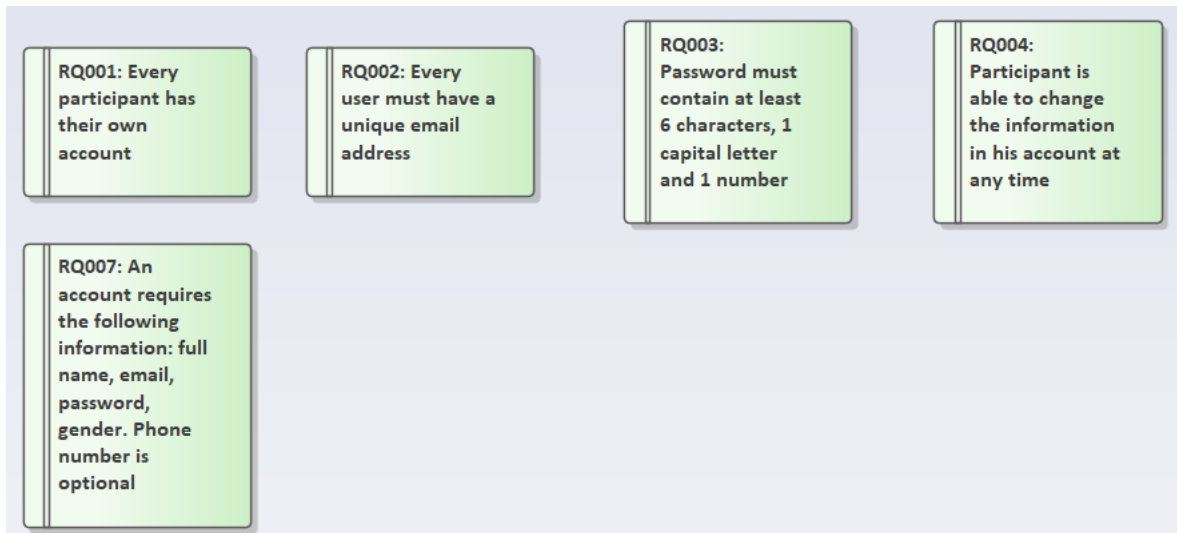 RQ001: Every
participant has
their own
account
RQ002: Every
user must have a
unique email
address
RQ003:
Password must
contain at least
6 characters, 1
capital letter
and 1 number
RQ004:
Participant is
able to change
the information
in his account at
any time
RQ007: An
account requires
the following
information: full
name, email,
password,
gender. Phone
number is
optional